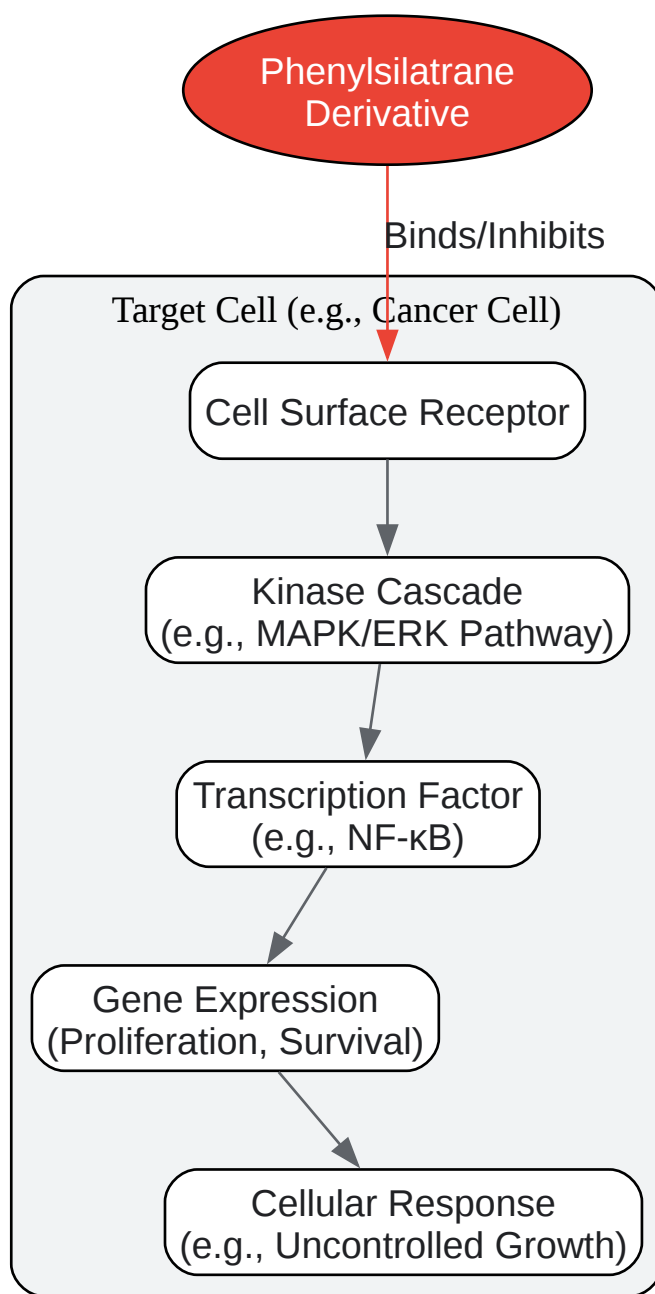 Phenylsilatrane
Derivative
Binds/Inhibits
Target Cell (e.g., Cancer Cell)
Cell Surface Receptor
Kinase Cascade
(e.g., MAPK/ERK Pathway)
Transcription Factor
(e.g., NF-κB)
Gene Expression
(Proliferation, Survival)
Cellular Response
(e.g., Uncontrolled Growth)